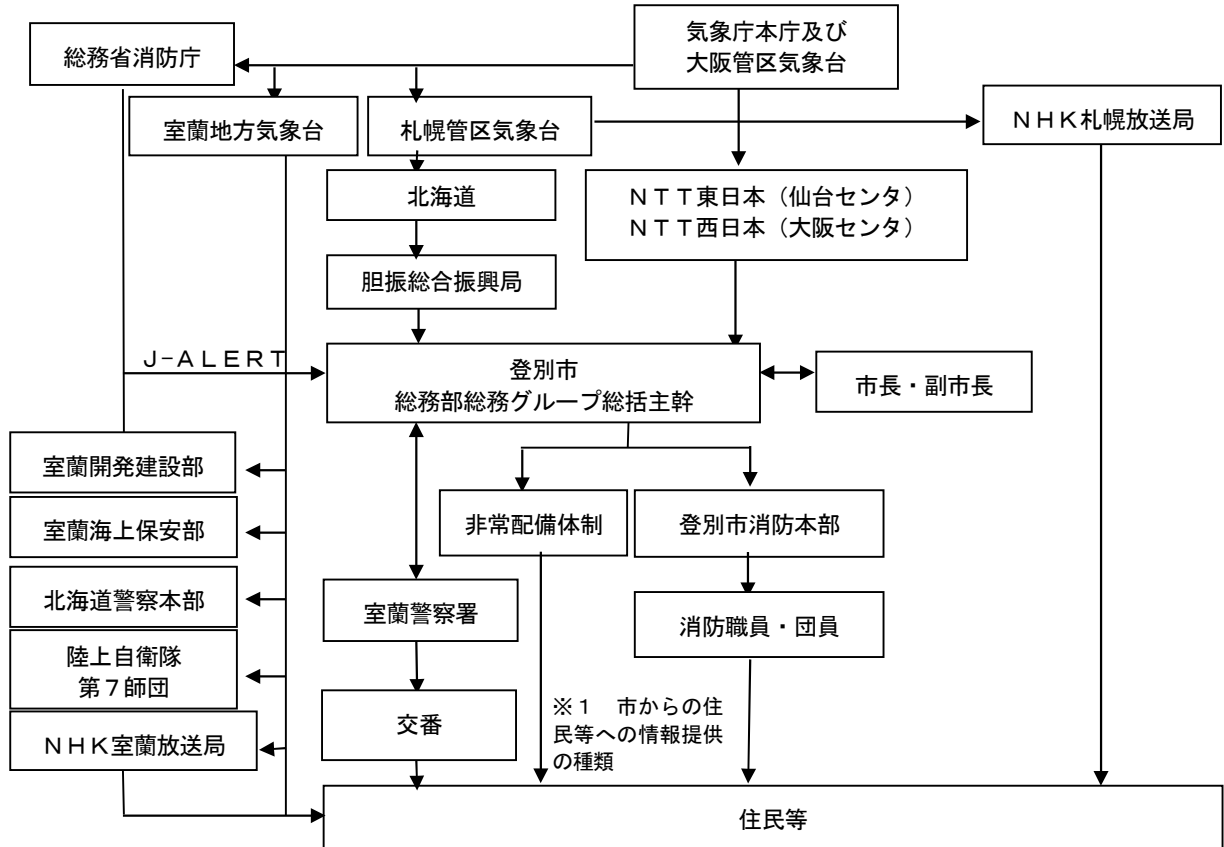 気象庁本庁及び
大阪管区気象台
総務省消防庁
室蘭地方気象台
札幌管区気象台
ＮＨＫ札幌放送局
北海道
ＮＴＴ東日本（仙台センタ）
ＮＴＴ西日本（大阪センタ）
胆振総合振興局
Ｊ-ＡＬＥＲＴ
登別市
総務部総務グループ総括主幹
市長・副市長
室蘭開発建設部
室蘭海上保安部
北海道警察本部
陸上自衛隊
第７師団
ＮＨＫ室蘭放送局
非常配備体制
登別市消防本部
室蘭警察署
消防職員・団員
交番
※１　市からの住
民等への情報提供
の種類
住民等